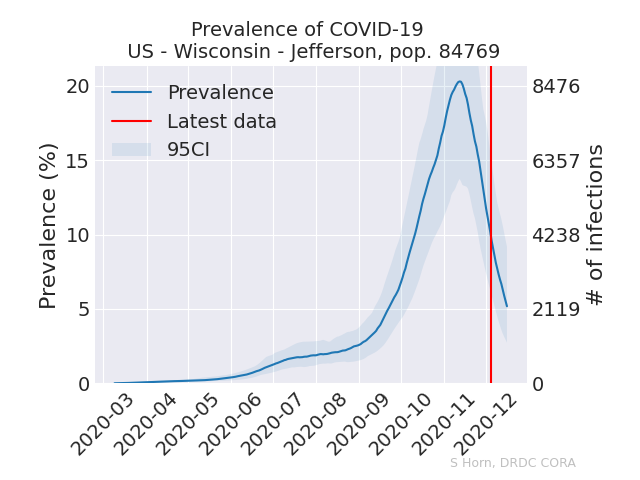 Prevalence of COVID-19
US - Wisconsin - Jefferson, pop. 84769
Prevalence
Latest data
95CI
Prevalence (%)
20
15
10
5
0
8476
6357
4238
2119
0
# of infections
2020-03
2020-04
2020-05
2020-06
2020-07
2020-08
2020-09
2020-10
2020-11
2020-12
S Horn, DRDC CORA